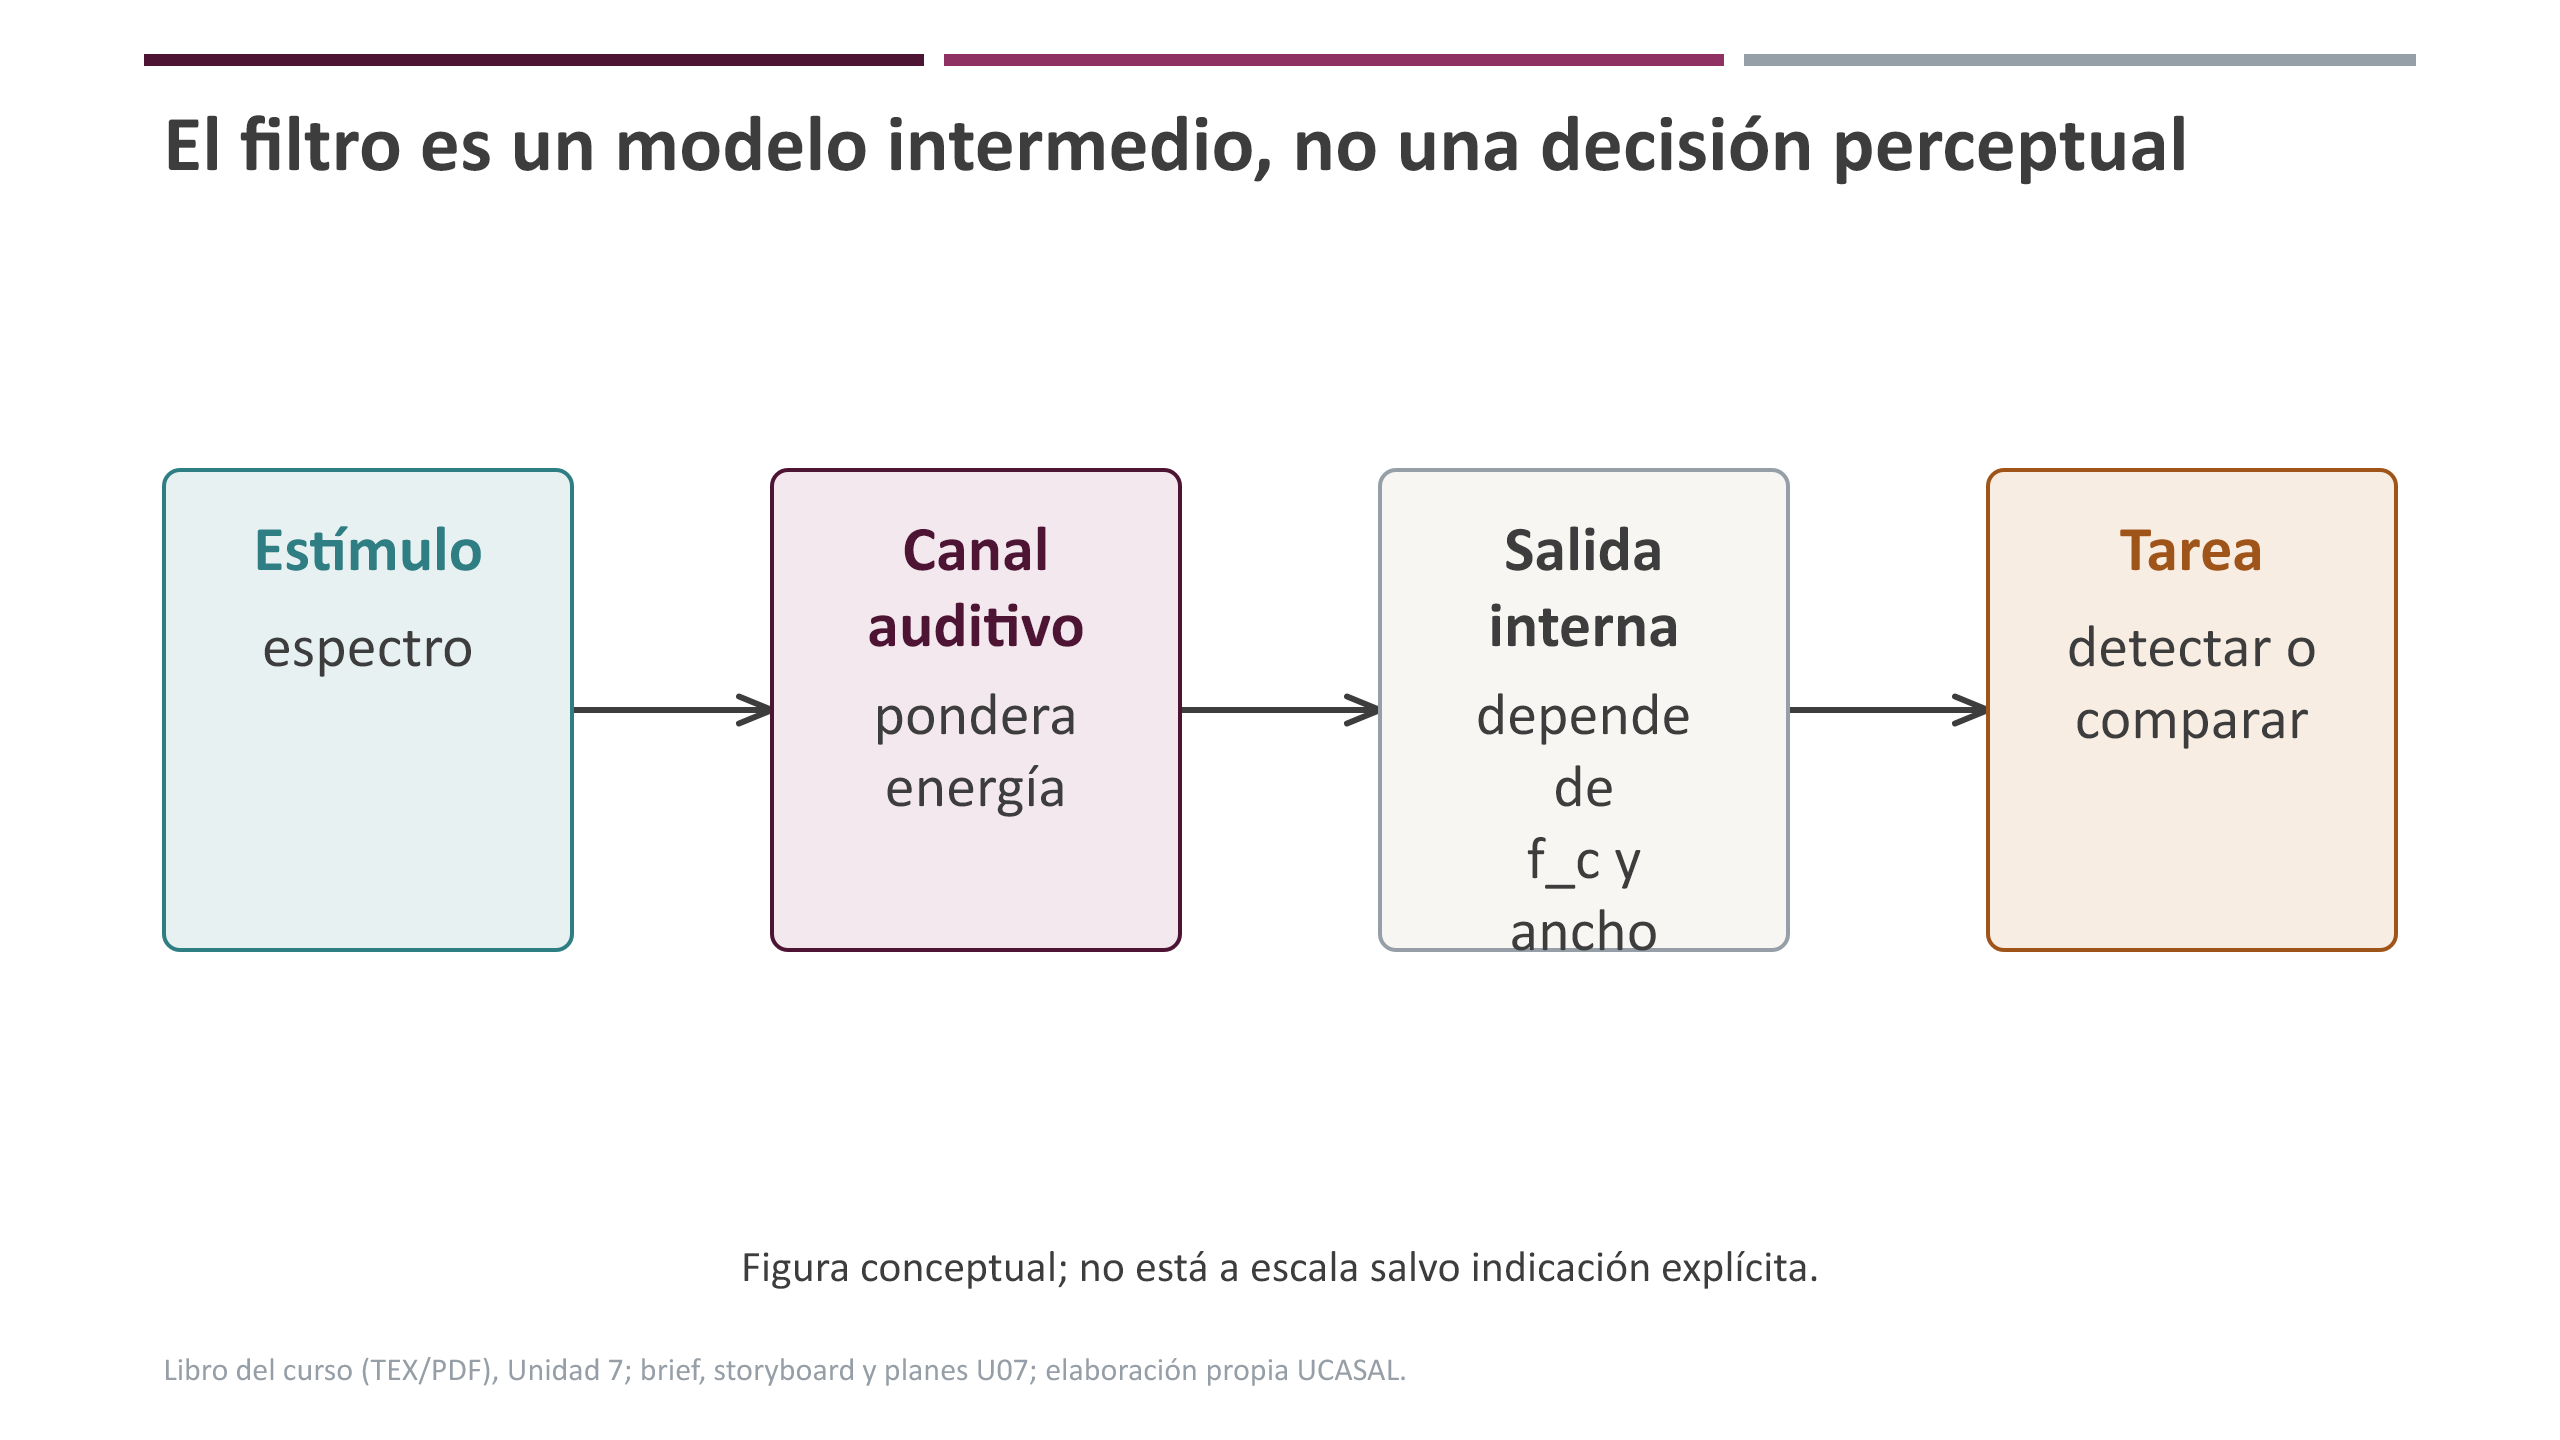 El filtro es un modelo intermedio, no una decisión perceptual
Estímulo
espectro
Canal
auditivo
pondera
energía
Salida
interna
depende
de
f_c y
ancho
Tarea
detectar o
comparar
Figura conceptual; no está a escala salvo indicación explícita.
Libro del curso (TEX/PDF), Unidad 7; brief, storyboard y planes U07; elaboración propia UCASAL.